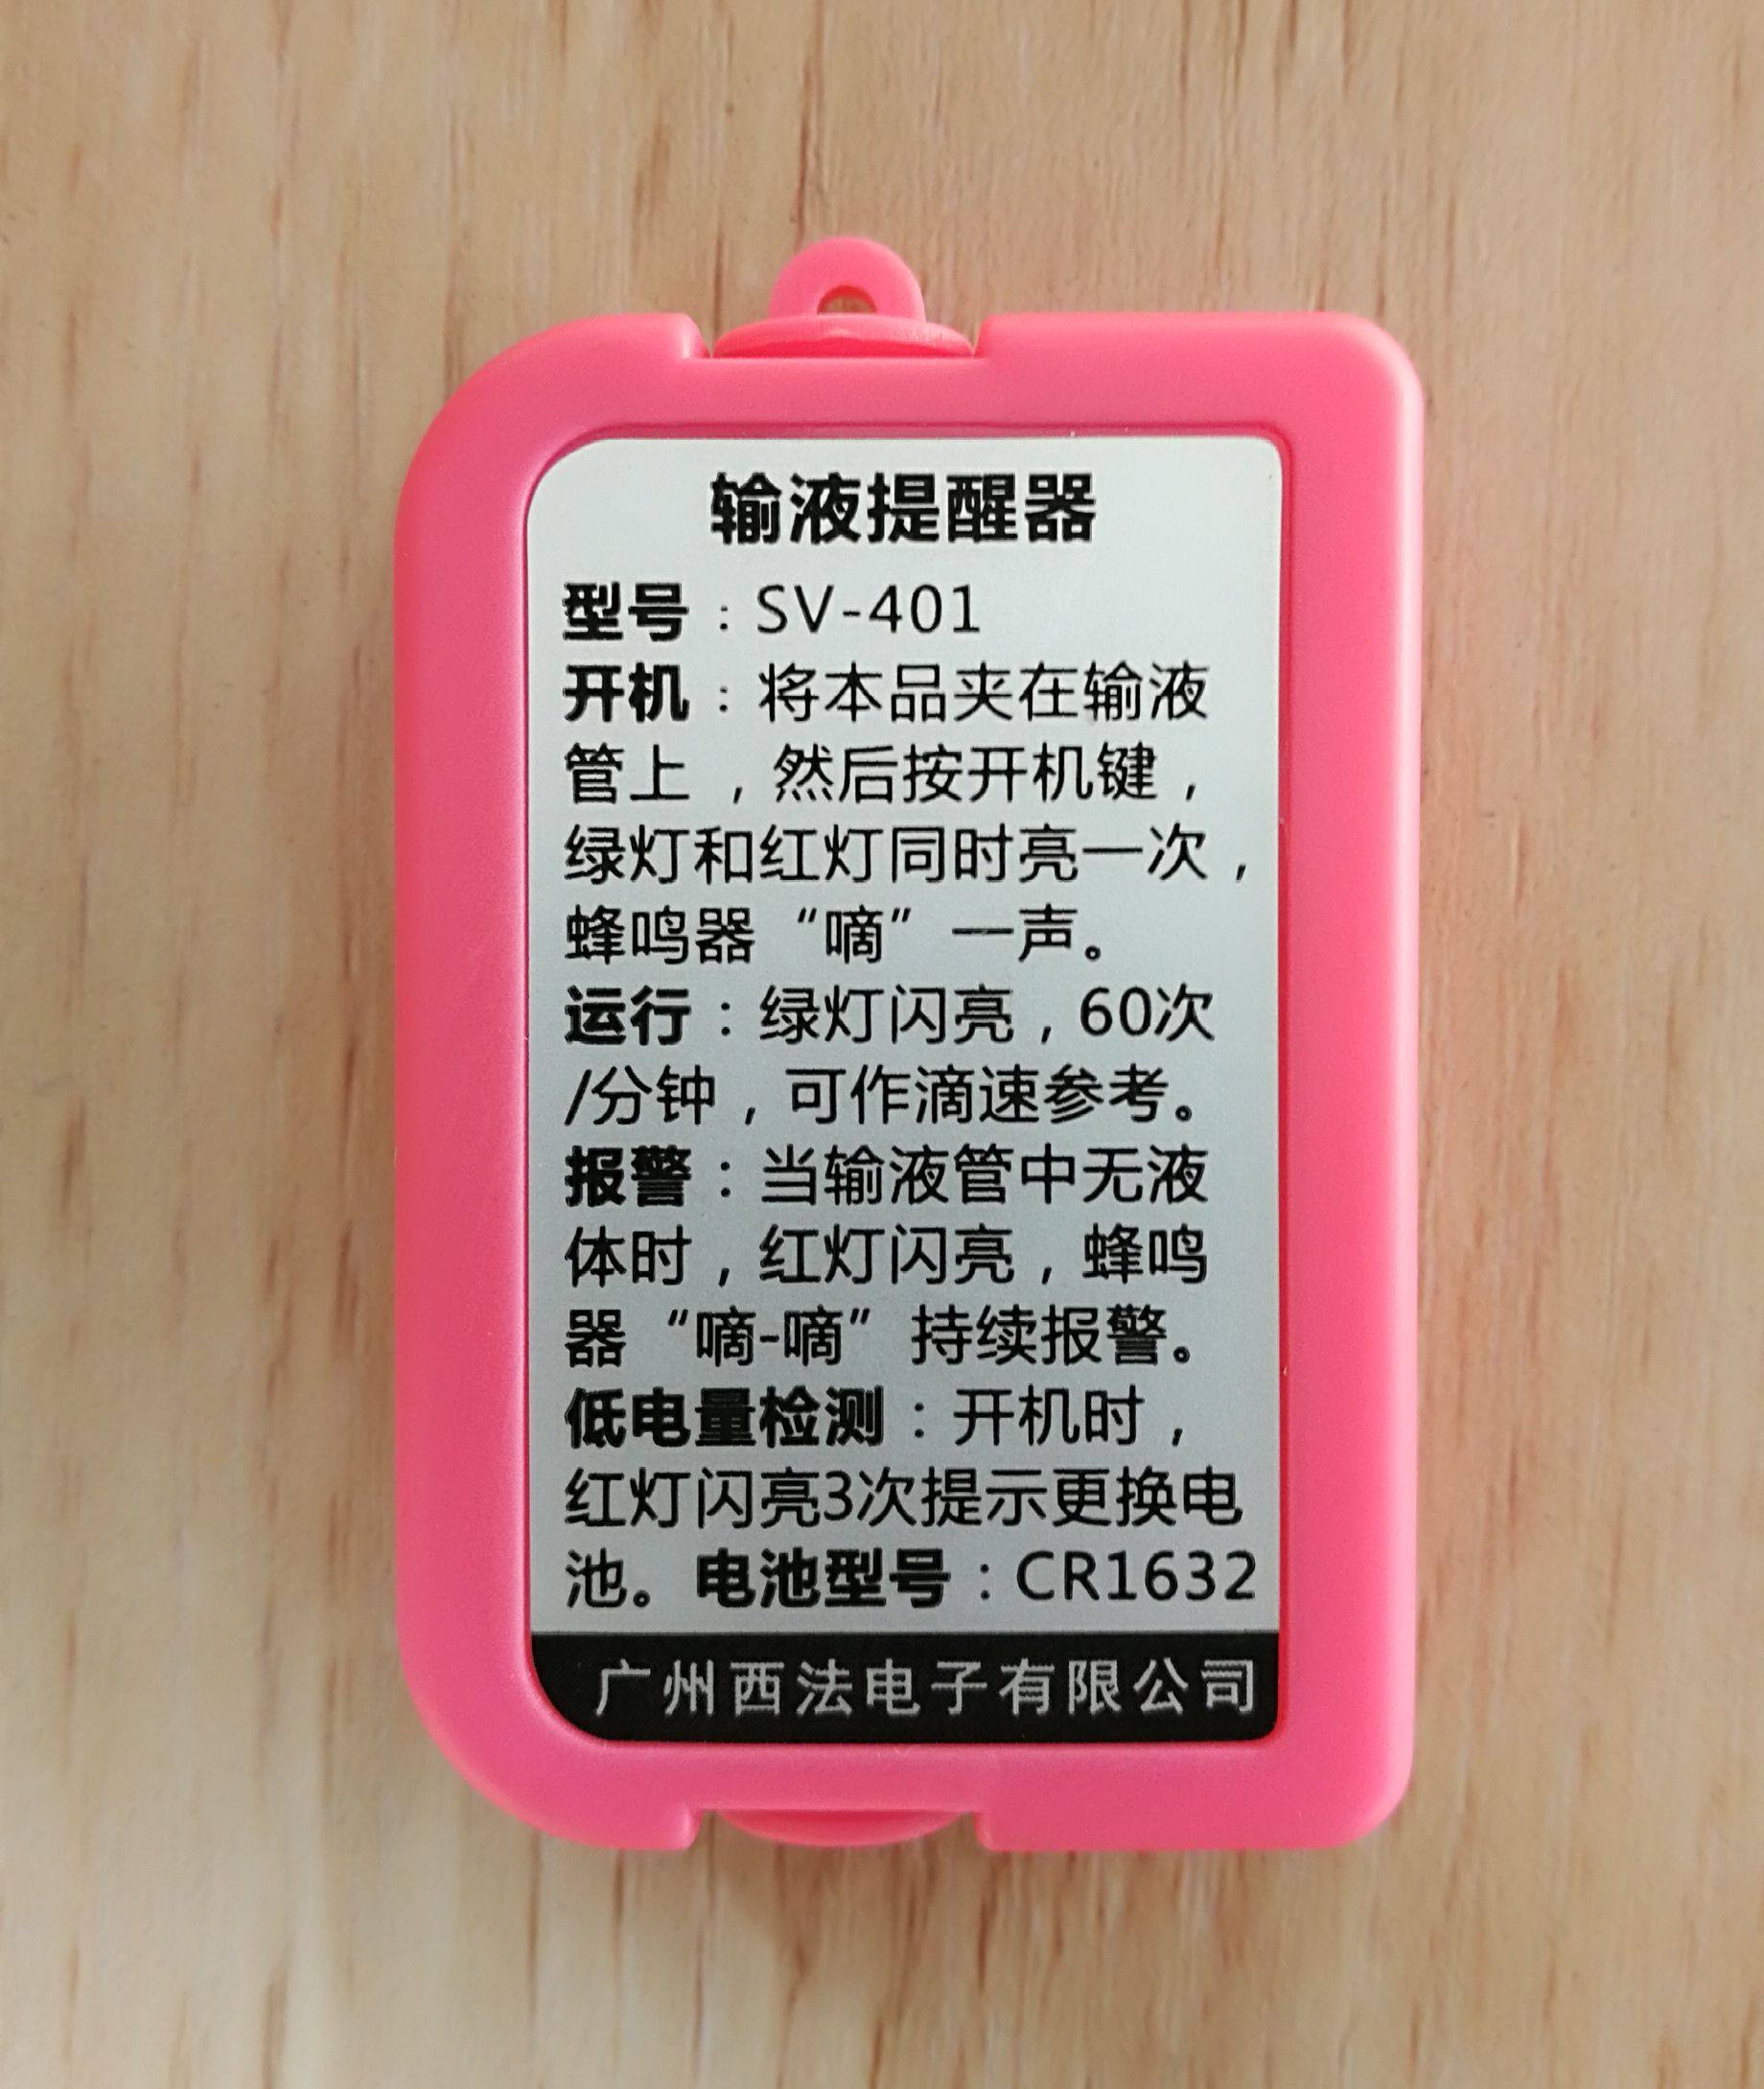 输液提醒器
型号：SV-401
开机：将本品夹在输液
管上，然后按开机键，
绿灯和红灯同时亮一次，
蜂鸣器“嘀”一声。
运行：绿灯闪亮，60次
/分钟，可作滴速参考。
报警：当输液管中无液
体时，红灯闪亮，蜂鸣
器“嘀-嘀”持续报警。
低电量检测：开机时，
红灯闪亮3次提示更换电
池。电池型号：CR1632
广州西法电子有限公司